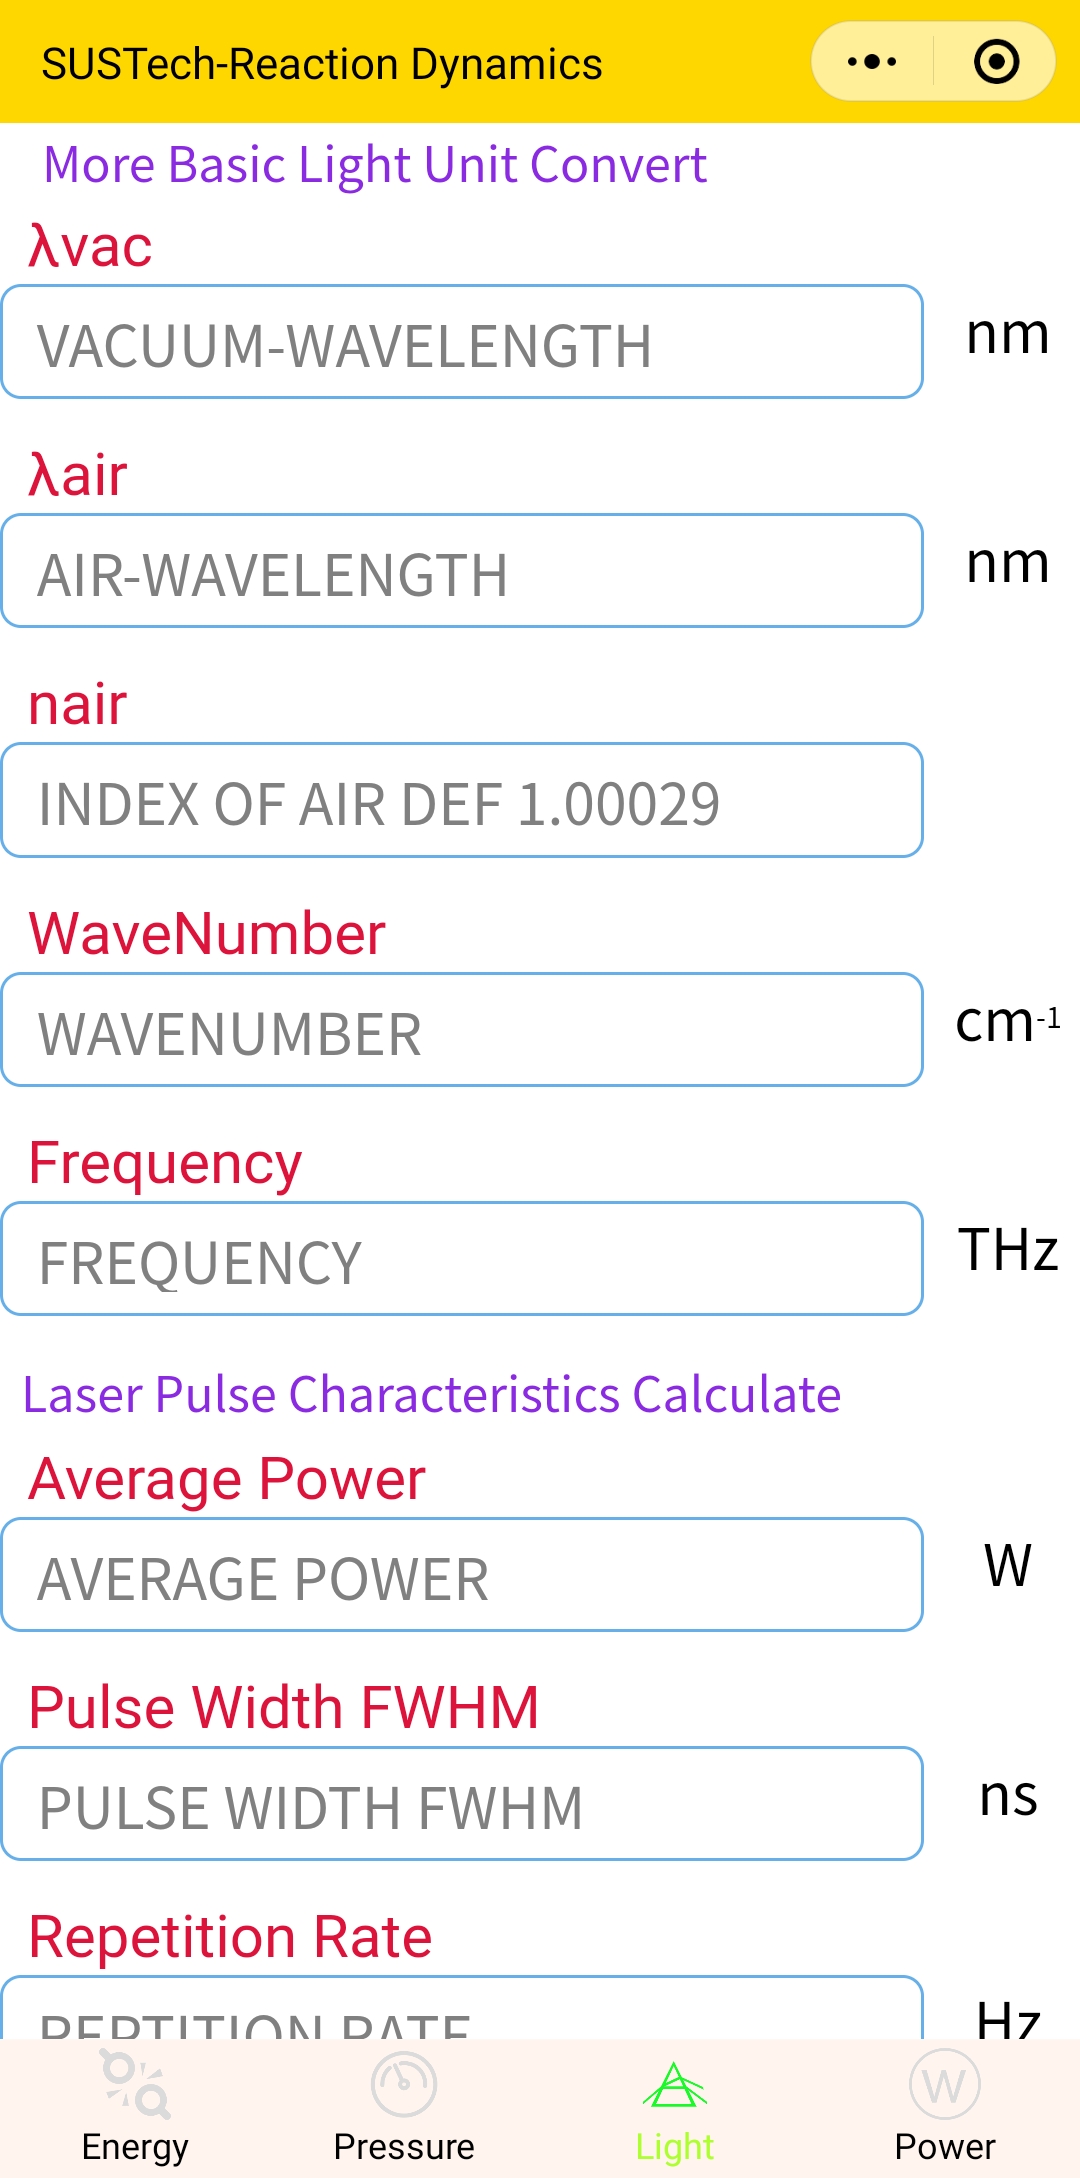 SUSTech-Reaction Dynamics
More Basic Light Unit Convert
λvac
VACUUM-WAVELENGTH nm
λair
AIR-WAVELENGTH nm
nair
INDEX OF AIR DEF 1.00029
WaveNumber
WAVENUMBER cm-1
Frequency
FREQUENCY THz
Laser Pulse Characteristics Calculate
Average Power
AVERAGE POWER W
Pulse Width FWHM
PULSE WIDTH FWHM ns
Repetition Rate
REPTITION RATE Hz
Energy Pressure Light Power